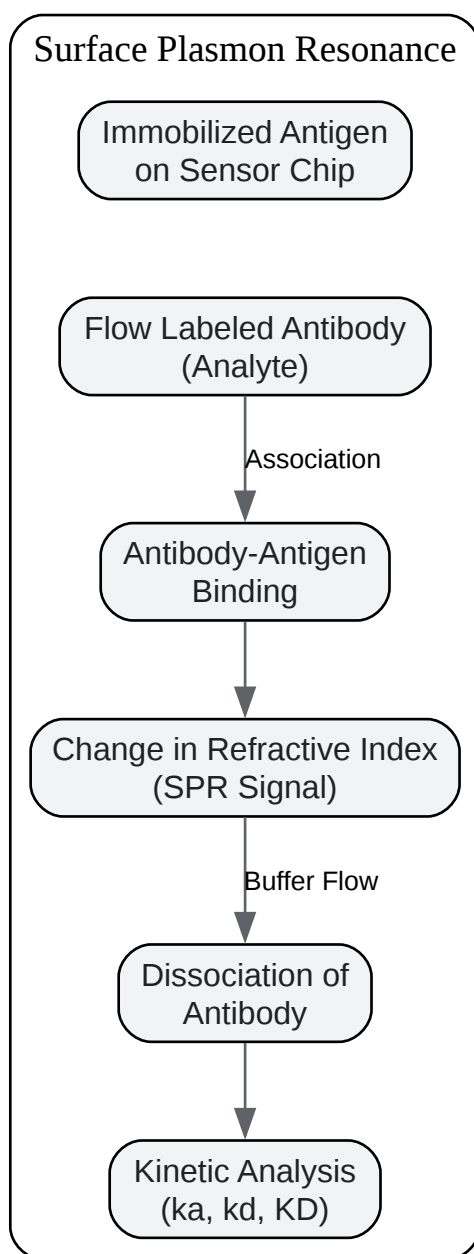 Surface Plasmon Resonance
Immobilized Antigen
on Sensor Chip
Flow Labeled Antibody
(Analyte)
Association
Antibody-Antigen
Binding
Change in Refractive Index
(SPR Signal)
Buffer Flow
Dissociation of
Antibody
Kinetic Analysis
(ka, kd, KD)